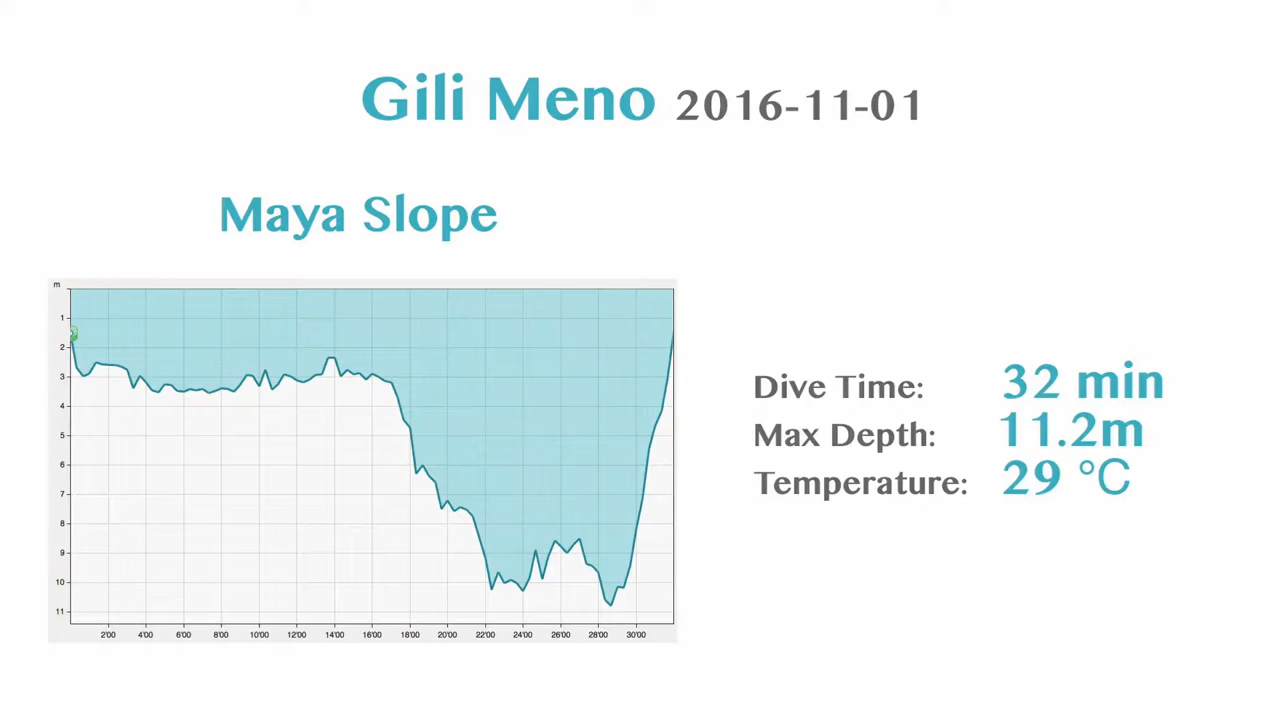 Gili Meno 2016-11-01
Maya Slope
m
1
2
3
4
5
6
7
8
9
10
11
2'00 4'00 6'00 8'00 10'00 12'00 14'00 16'00 18'00 20'00 22'00 24'00 26'00 28'00 30'00
Dive Time: 32 min
Max Depth: 11.2m
Temperature: 29 °C